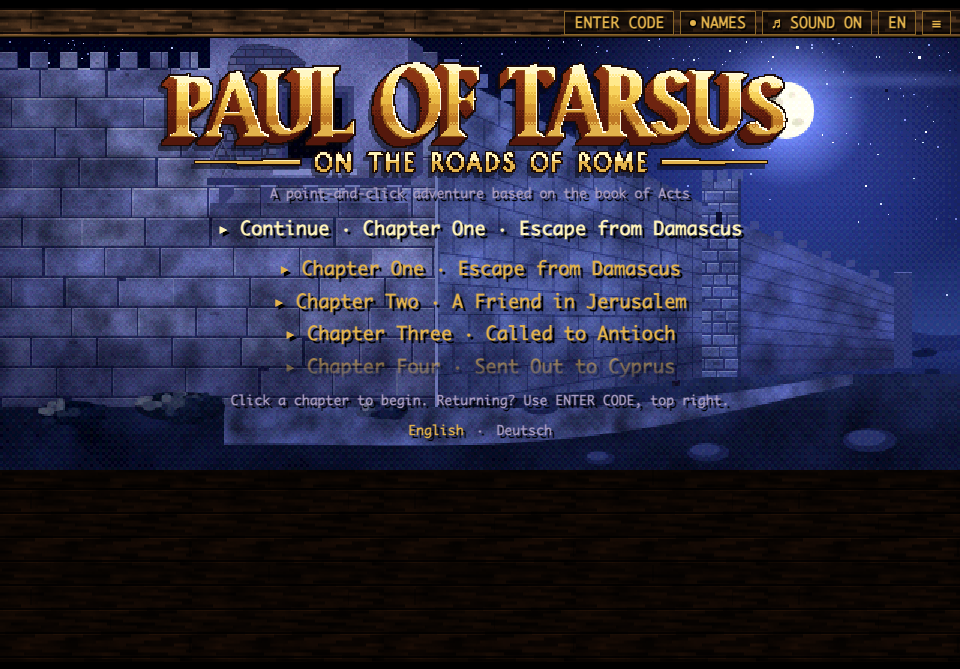 ENTER CODE
● NAMES
♬ SOUND ON
EN
≡
PAUL OF TARSUS
ON THE ROADS OF ROME
A point-and-click adventure based on the book of Acts
▸ Continue · Chapter One · Escape from Damascus
▸ Chapter One · Escape from Damascus
▸ Chapter Two · A Friend in Jerusalem
▸ Chapter Three · Called to Antioch
▸ Chapter Four · Sent Out to Cyprus
Click a chapter to begin. Returning? Use ENTER CODE, top right.
English · Deutsch